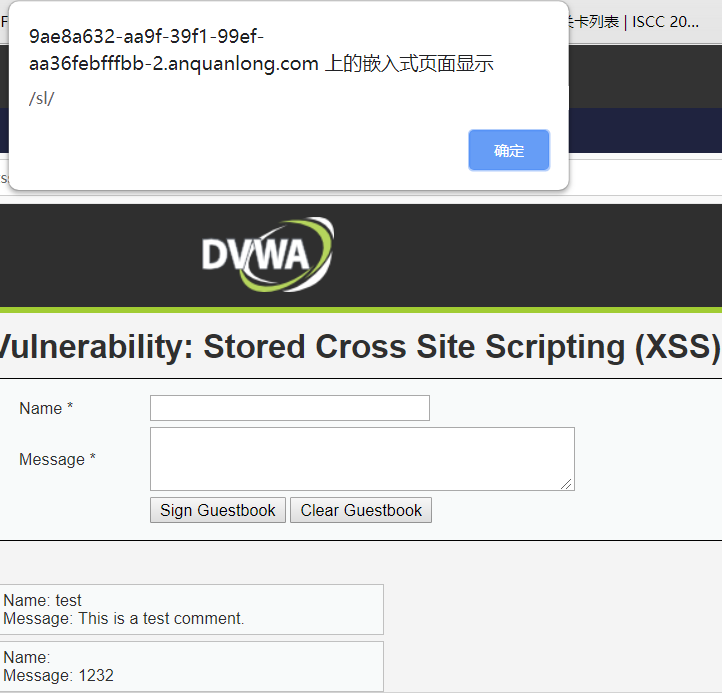 F
关卡列表 | ISCC 20...
9ae8a632-aa9f-39f1-99ef-
aa36febfffbb-2.anquanlong.com 上的嵌入式页面显示
/sl/
确定
DVWA
Vulnerability: Stored Cross Site Scripting (XSS)
Name *
Message *
Sign Guestbook Clear Guestbook
Name: test
Message: This is a test comment.
Name:
Message: 1232